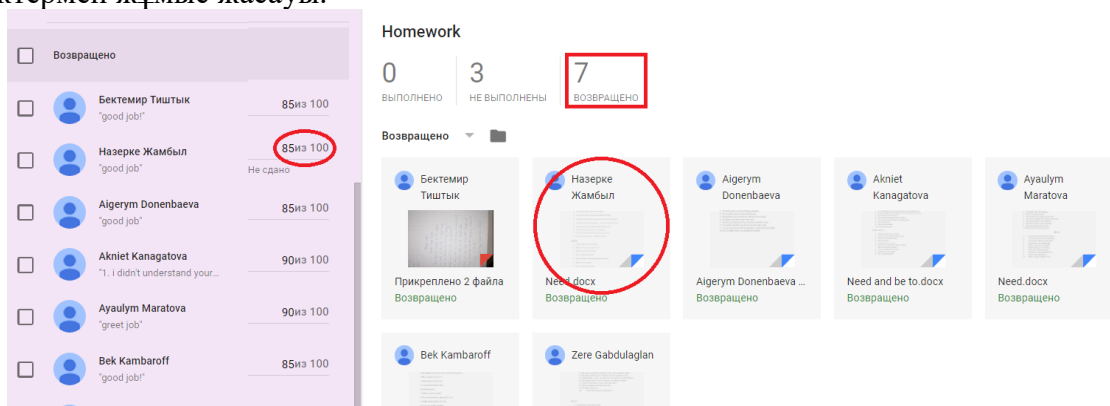 жасауы.
Возвращено
Бектемир Тиштык
"good job!"
85из 100
Назерке Жамбыл
"good job"
85из 100
Не сдано
Aigerym Donenbaeva
"good job"
85из 100
Akniet Kanagatova
"1. i didn't understand your...
90из 100
Ayaulym Maratova
"greet job"
90из 100
Bek Kambaroff
"good job!"
85из 100
Homework
0
ВЫПОЛНЕНО
3
НЕ ВЫПОЛНЕНЫ
7
ВОЗВРАЩЕНО
Возвращено
Бектемир
Тиштык
Прикреплено 2 файла
Возвращено
Назерке
Жамбыл
Need.docx
Возвращено
Aigerym
Donenbaeva
Aigerym Donenbaeva ...
Возвращено
Akniet
Kanagatova
Need and be to.docx
Возвращено
Ayaulym
Maratova
Need.docx
Возвращено
Bek Kambaroff
Zere Gabdulaglan